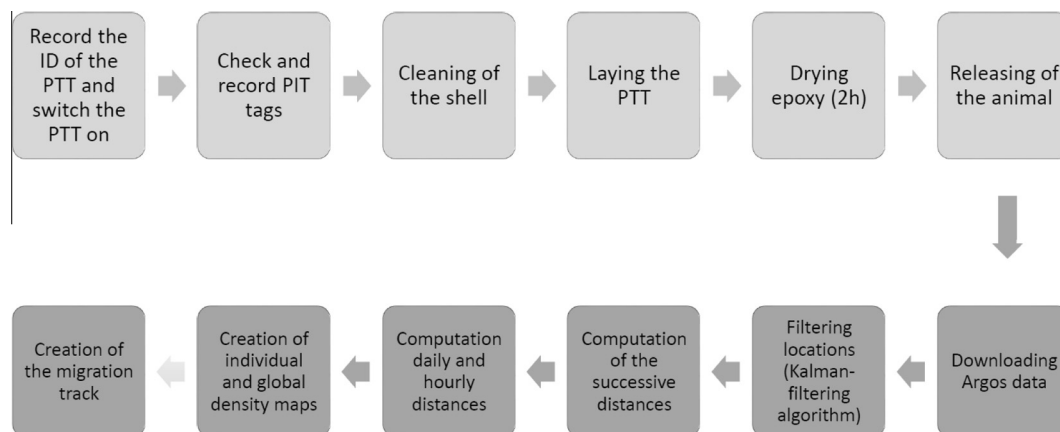 Record the
ID of the
PTT and
switch the
PTT on
Check and
record PIT
tags
Cleaning of
the shell
Laying the
PTT
Drying
epoxy (2h)
Releasing of
the animal
Downloading
Argos data
Filtering
locations
(Kalman-
filtering
algorithm)
Computation
of the
successive
distances
Computation
daily and
hourly
distances
Creation of
individual
and global
density maps
Creation of
the migration
track